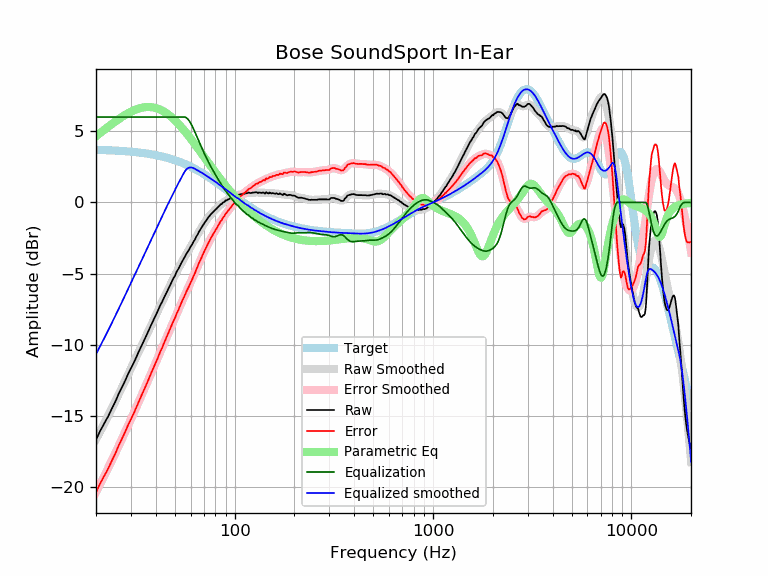 Bose SoundSport In-Ear
Amplitude (dBr)
5
0
−5
−10
−15
−20
Target
Raw Smoothed
Error Smoothed
Raw
Error
Parametric Eq
Equalization
Equalized smoothed
100
1000
10000
Frequency (Hz)